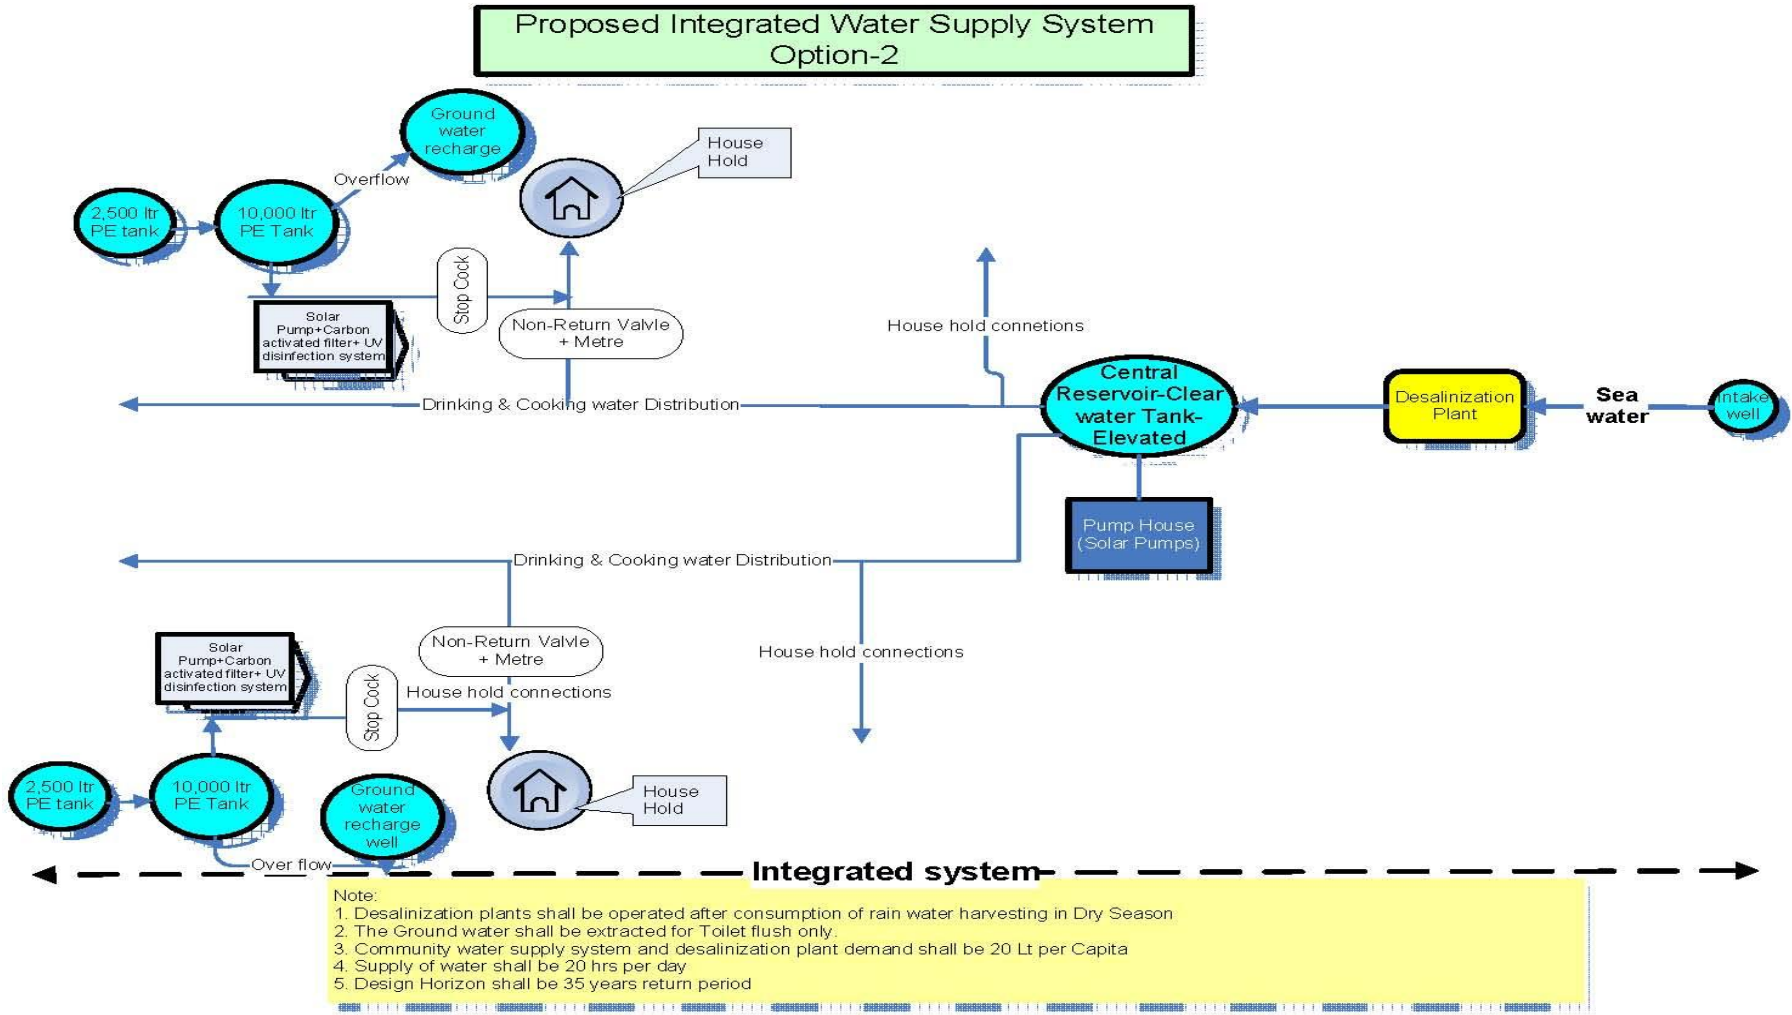 Proposed Integrated Water Supply System
Option-2
Ground
water
recharge
House
Hold
Overflow
2,500 ltr
PE tank
10,000 ltr
PE Tank
Stop Cock
Solar
Pump+Carbon
activated filter+ UV
disinfection system
Non-Return Valvle
+ Metre
House hold connetions
Drinking & Cooking water Distribution
Central
Reservoir-Clear
water Tank-
Elevated
Desalinization
Plant
Sea
water
Intake
well
Pump House
(Solar Pumps)
Drinking & Cooking water Distribution
Solar
Pump+Carbon
activated filter+ UV
disinfection system
Non-Return Valvle
+ Metre
House hold connections
House hold connections
Stop Cock
2,500 ltr
PE tank
10,000 ltr
PE Tank
Ground
water
recharge
well
House
Hold
Over flow
Integrated system
Note:
1. Desalinization plants shall be operated after consumption of rain water harvesting in Dry Season
2. The Ground water shall be extracted for Toilet flush only.
3. Community water supply system and desalinization plant demand shall be 20 Lt per Capita
4. Supply of water shall be 20 hrs per day
5. Design Horizon shall be 35 years return period